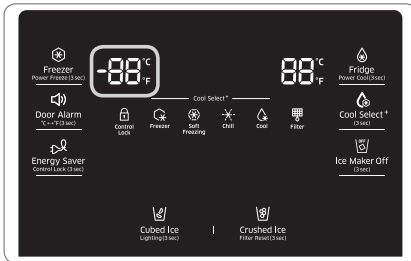 Freezer
Power Freeze (3 sec)
Door Alarm
°C ↔ °F (3 sec)
Energy Saver
Control Lock (3 sec)
-88 °C °F
88 °C °F
Cool Select+
Control Lock
Freezer
Soft Freezing
Chill
Cool
Filter
Fridge
Power Cool (3 sec)
Cool Select+
(3 sec)
OFF
Ice Maker Off
(3 sec)
Cubed Ice
Lighting (3 sec)
|
Crushed Ice
Filter Reset (3 sec)